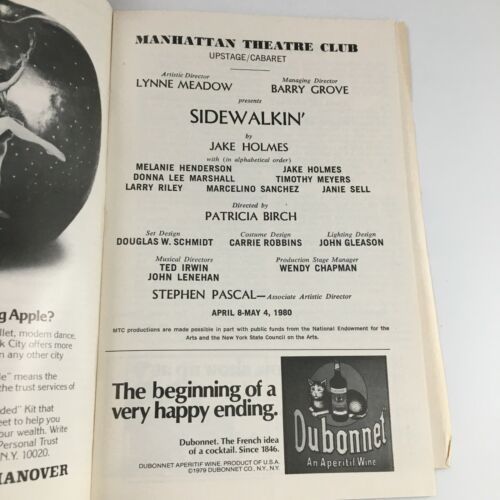 g Apple?
llet, modern dance,
k City offers more
n any other city
le" means the
the trust services of
ded" Kit that
eet to help you
our wealth. Write
Personal Trust
N.Y. 10020.
HANOVER
MANHATTAN THEATRE CLUB
UPSTAGE/CABARET
Artistic Director
LYNNE MEADOW
Managing Director
BARRY GROVE
presents
SIDEWALKIN'
by
JAKE HOLMES
with (in alphabetical order)
MELANIE HENDERSON JAKE HOLMES
DONNA LEE MARSHALL TIMOTHY MEYERS
LARRY RILEY MARCELINO SANCHEZ JANIE SELL
Directed by
PATRICIA BIRCH
Set Design
DOUGLAS W. SCHMIDT
Costume Design
CARRIE ROBBINS
Lighting Design
JOHN GLEASON
Musical Directors
TED IRWIN
JOHN LENEHAN
Production Stage Manager
WENDY CHAPMAN
STEPHEN PASCAL—Associate Artistic Director
APRIL 8-MAY 4, 1980
MTC productions are made possible in part with public funds from the National Endowment for the
Arts and the New York State Council on the Arts.
The beginning of a
very happy ending.
Dubonnet. The French idea
of a cocktail. Since 1846.
DUBONNET APERITIF WINE. PRODUCT OF U.S.A.
©1979 DUBONNET CO., N.Y., N.Y.
Dubonnet
An Aperitif Wine